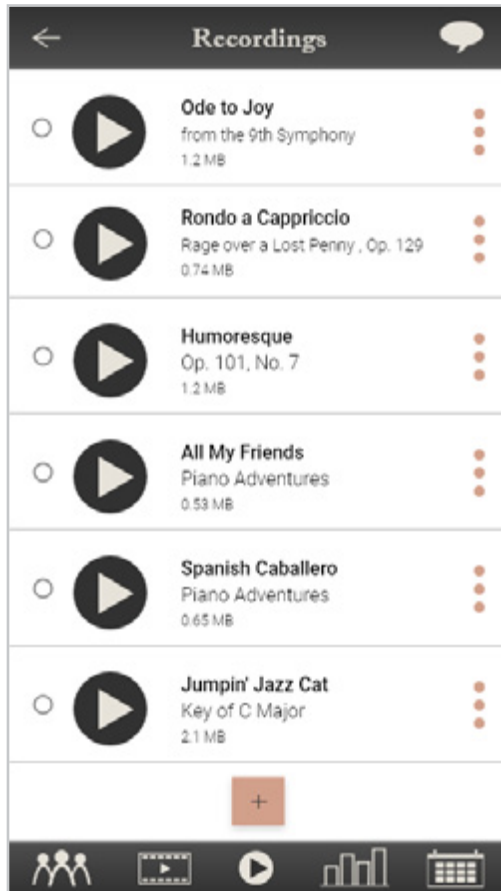 Recordings
Ode to Joy
from the 9th Symphony
1.2 MB
Rondo a Cappriccio
Rage over a Lost Penny , Op. 129
0.74 MB
Humoresque
Op. 101, No. 7
1.2 MB
All My Friends
Piano Adventures
0.53 MB
Spanish Caballero
Piano Adventures
0.65 MB
Jumpin' Jazz Cat
Key of C Major
2.1 MB
+